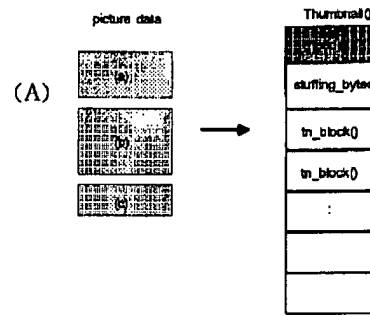 picture data
Thumbnail()
(A)
(a)
stuffing_bytes
(b)
tn_block()
tn_block()
:
(c)